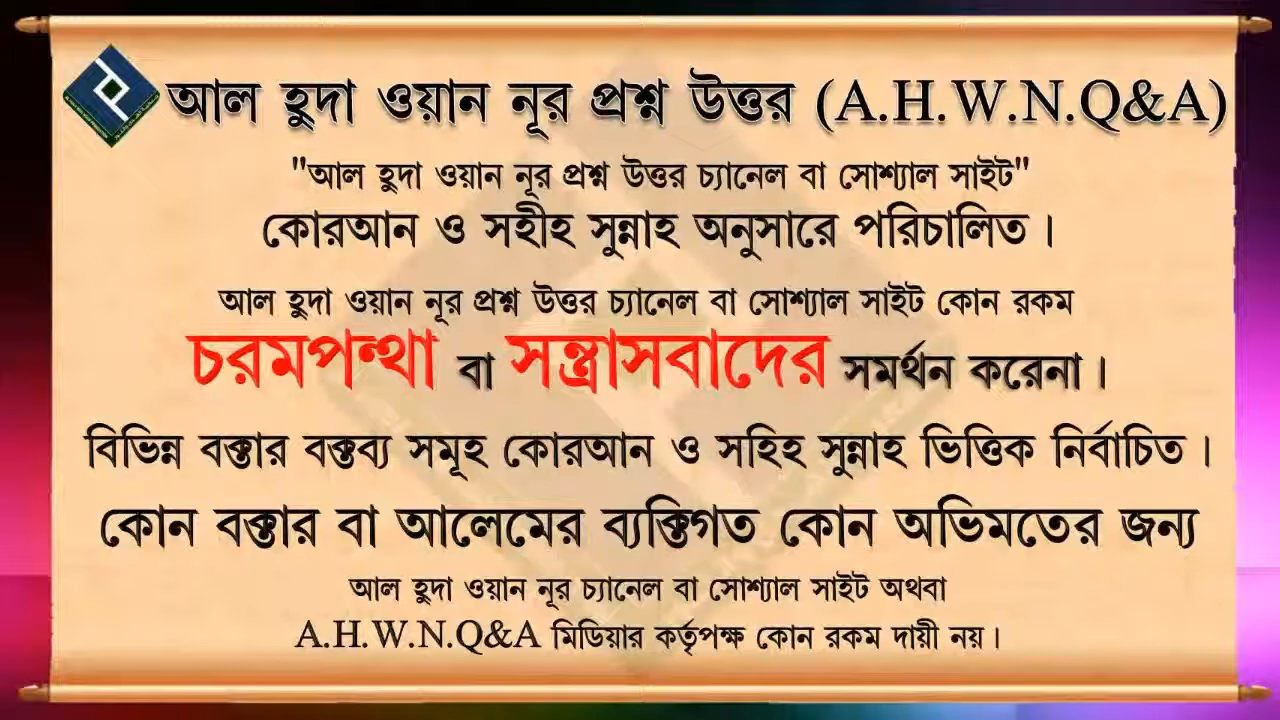 আল হুদা ওয়ান নূর প্রশ্ন উত্তর (A.H.W.N.Q&A)
"আল হুদা ওয়ান নূর প্রশ্ন উত্তর চ্যানেল বা সোশ্যাল সাইট"
কোরআন ও সহীহ সুন্নাহ অনুসারে পরিচালিত।
আল হুদা ওয়ান নূর প্রশ্ন উত্তর চ্যানেল বা সোশ্যাল সাইট কোন রকম
চরমপন্থা বা সন্ত্রাসবাদের সমর্থন করেনা।
বিভিন্ন বক্তার বক্তব্য সমূহ কোরআন ও সহিহ সুন্নাহ ভিত্তিক নির্বাচিত।
কোন বক্তার বা আলেমের ব্যক্তিগত কোন অভিমতের জন্য
আল হুদা ওয়ান নূর চ্যানেল বা সোশ্যাল সাইট অথবা
A.H.W.N.Q&A মিডিয়ার কর্তৃপক্ষ কোন রকম দায়ী নয়।